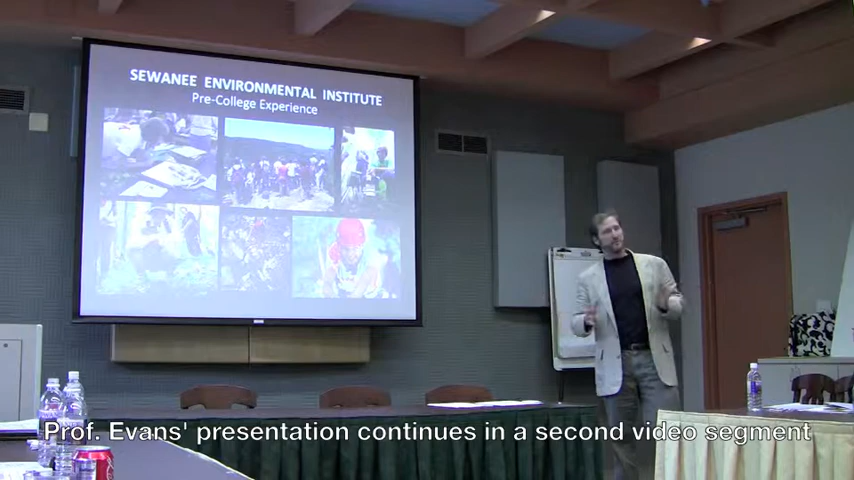 SEWANEE ENVIRONMENTAL INSTITUTE
Pre-College Experience
Prof. Evans' presentation continues in a second video segment